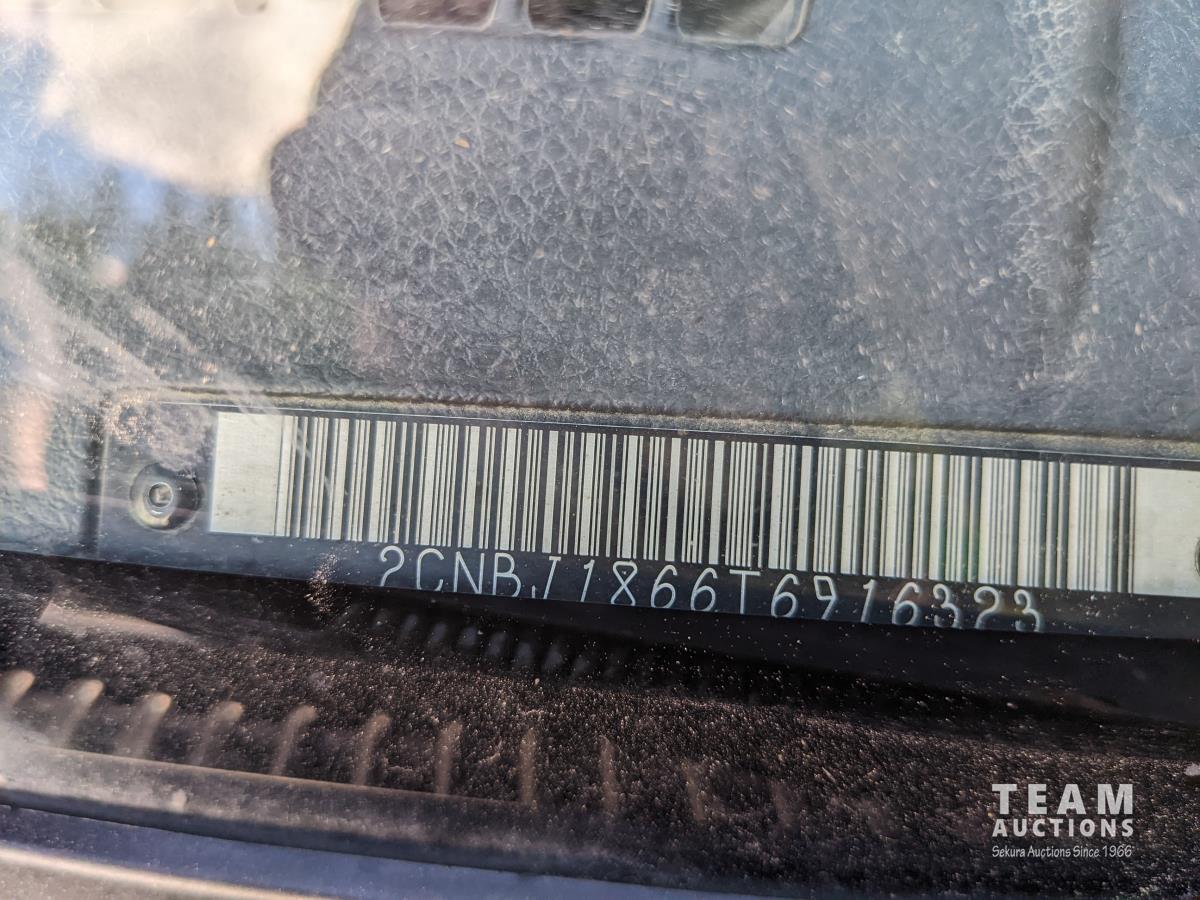 2CNBJ1866T6916323
TEAM
AUCTIONS
Sekura Auctions Since 1966